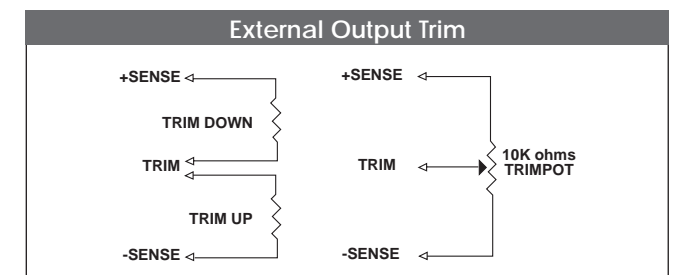 External Output Trim
+SENSE
TRIM DOWN
TRIM
TRIM UP
-SENSE
+SENSE
TRIM
10K ohms
TRIMPOT
-SENSE